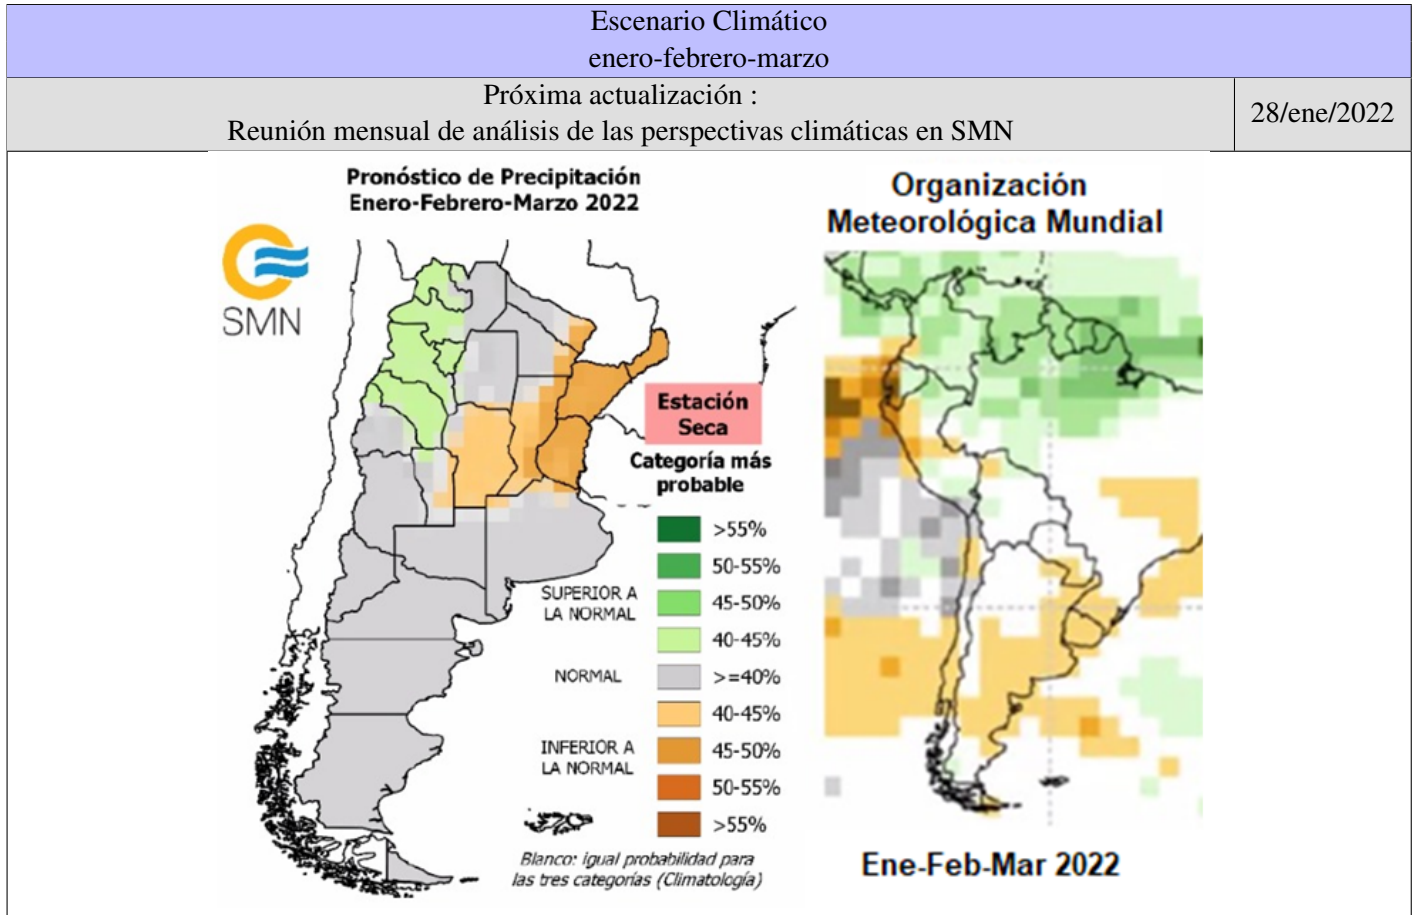 Escenario Climático
enero-febrero-marzo
Próxima actualización :
Reunión mensual de análisis de las perspectivas climáticas en SMN
28/ene/2022
Pronóstico de Precipitación
Enero-Febrero-Marzo 2022
SMN
Estación
Seca
Categoría más
probable
>55%
50-55%
SUPERIOR A
LA NORMAL
45-50%
40-45%
NORMAL
>=40%
40-45%
INFERIOR A
LA NORMAL
45-50%
50-55%
>55%
Blanco: igual probabilidad para
las tres categorías (Climatología)
Organización
Meteorológica Mundial
Ene-Feb-Mar 2022